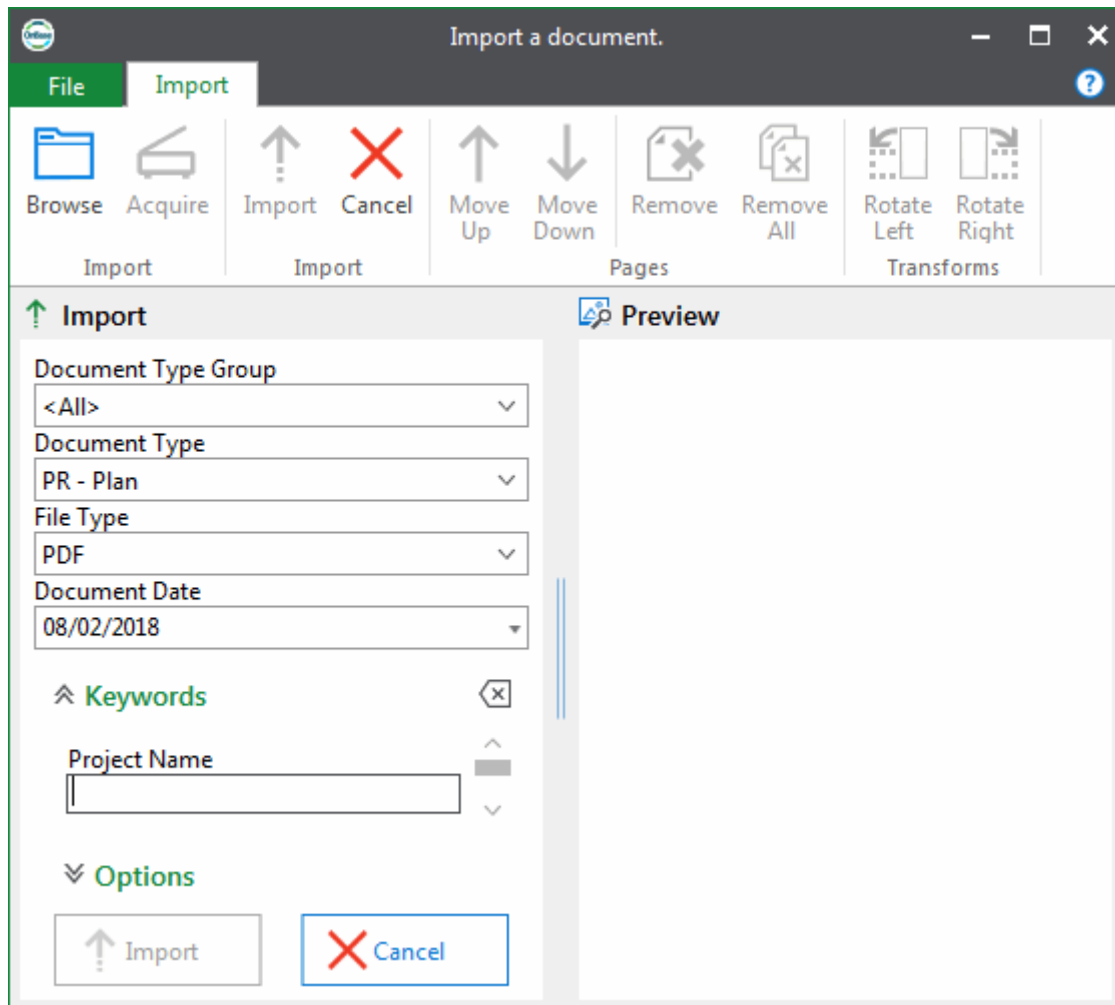 OnBase
Import a document.
File
Import
?
Browse
Acquire
Import
Cancel
Move
Up
Move
Down
Remove
Remove
All
Rotate
Left
Rotate
Right
Import
Import
Pages
Transforms
Import
Preview
Document Type Group
<All>
Document Type
PR - Plan
File Type
PDF
Document Date
08/02/2018
Keywords
Project Name
Options
Import
Cancel